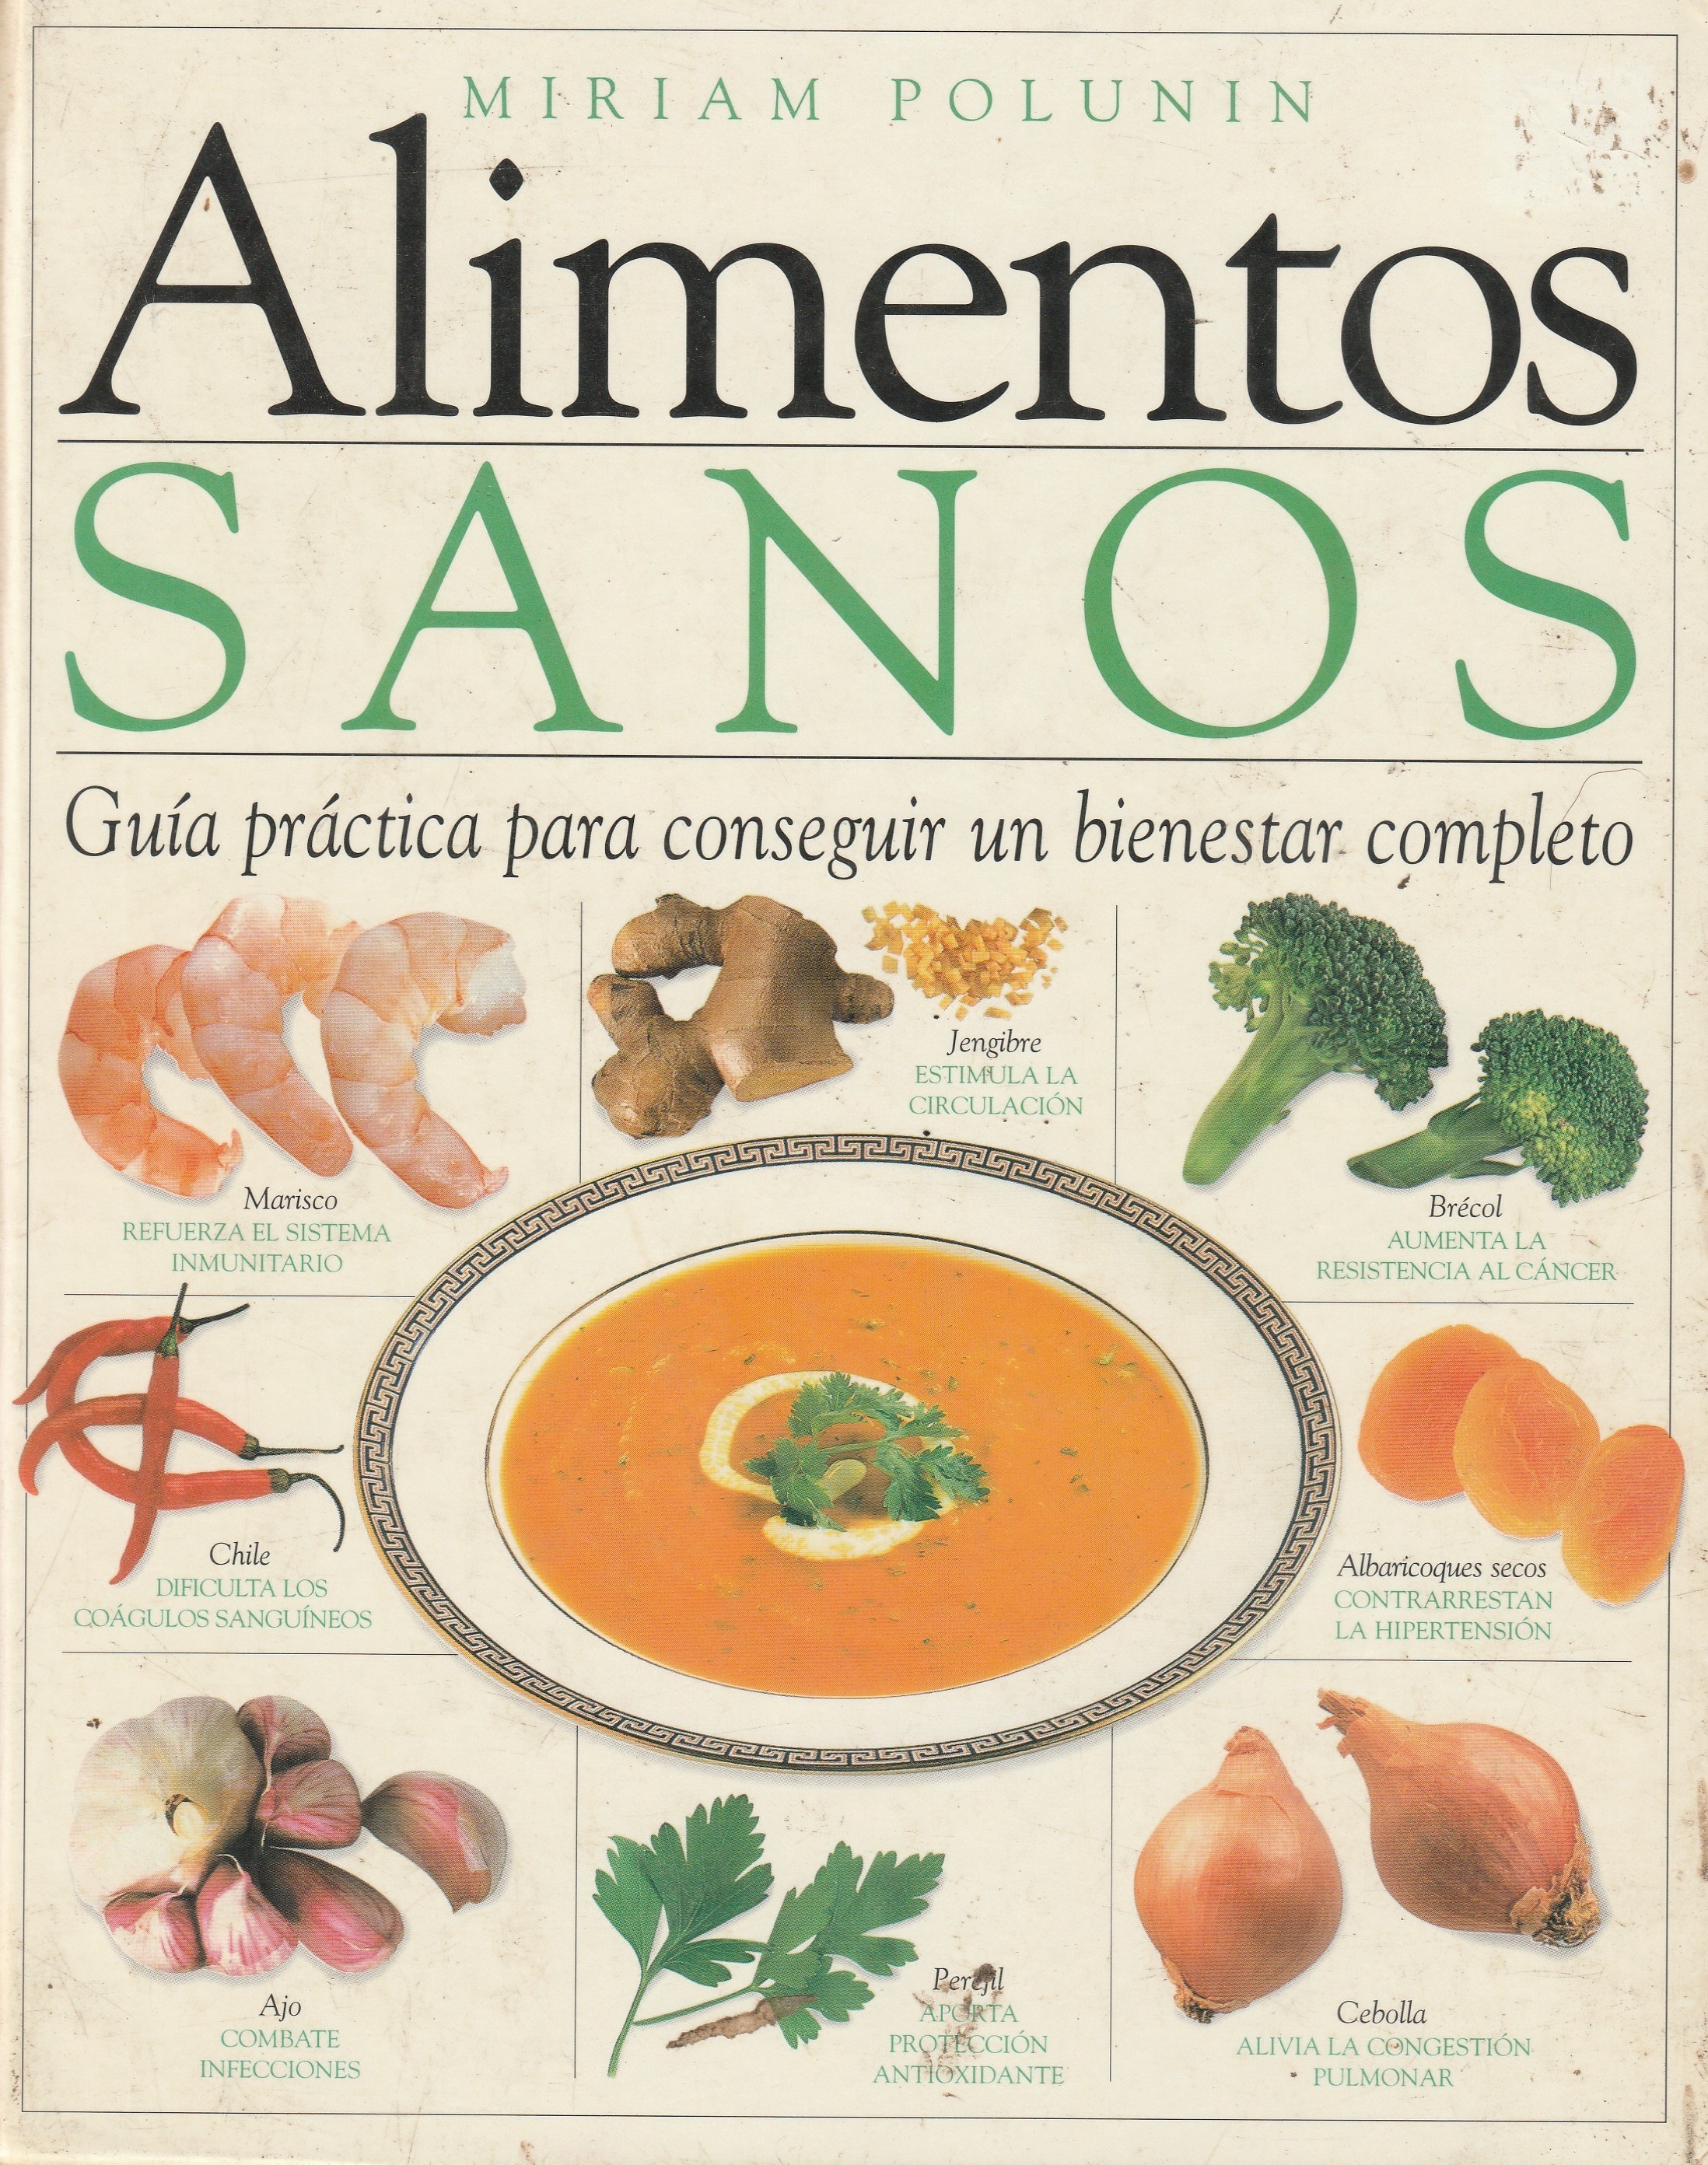 MIRIAM POLUNIN
Alimentos
SANOS
Guía práctica para conseguir un bienestar completo
Jengibre
ESTIMULA LA
CIRCULACIÓN
Marisco
REFUERZA EL SISTEMA
INMUNITARIO
Brécol
AUMENTA LA
RESISTENCIA AL CÁNCER
Chile
DIFICULTA LOS
COÁGULOS SANGUÍNEOS
Albaricoques secos
CONTRARRESTAN
LA HIPERTENSIÓN
Ajo
COMBATE
INFECCIONES
Perejil
APORTA
PROTECCIÓN
ANTIOXIDANTE
Cebolla
ALIVIA LA CONGESTIÓN
PULMONAR